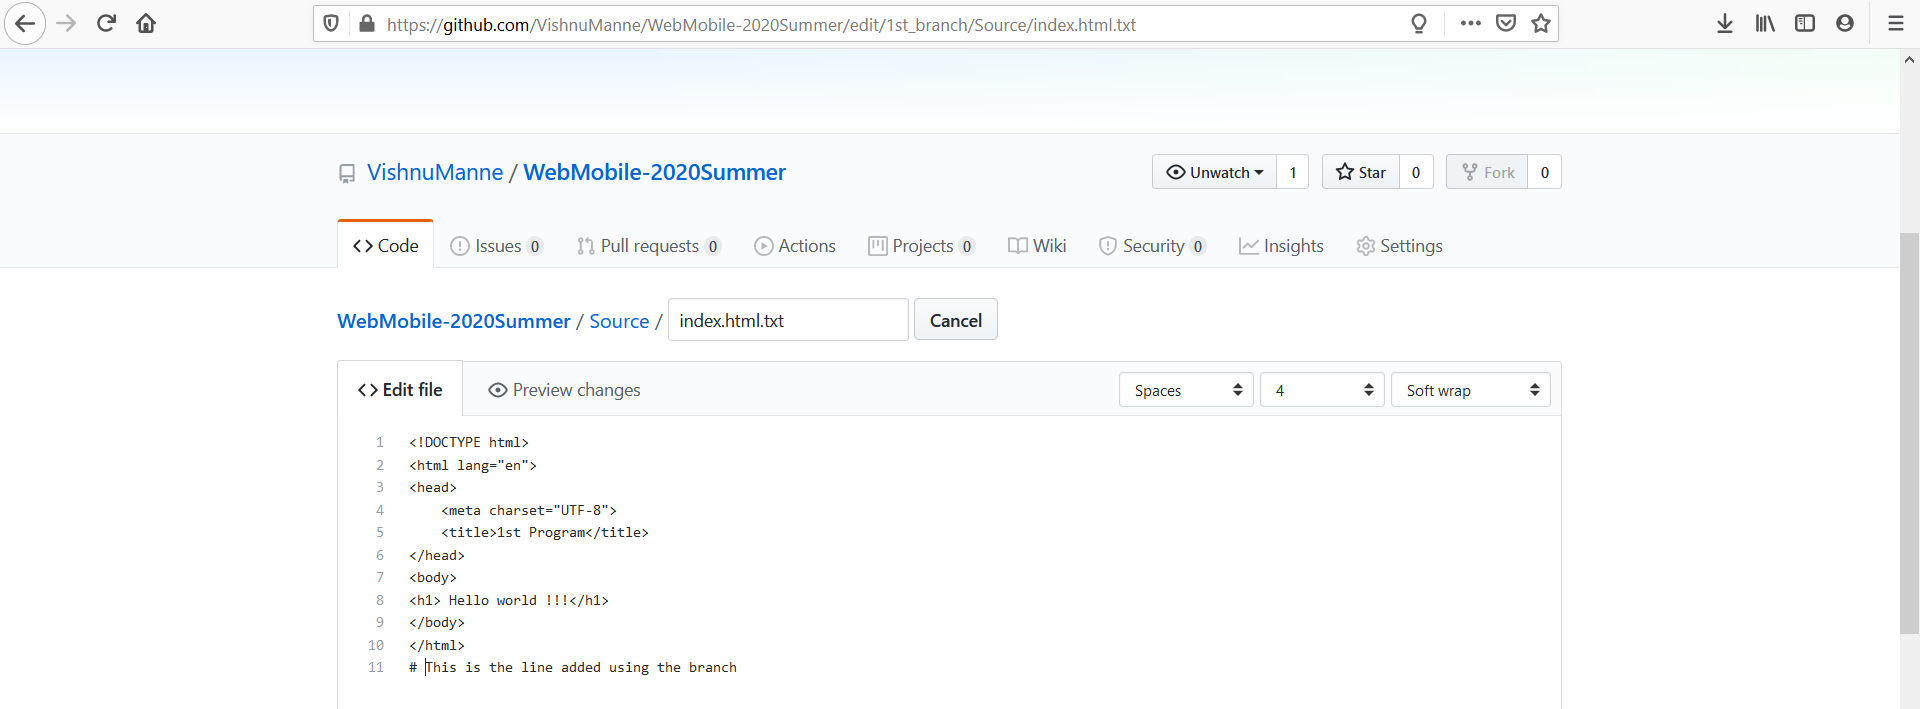 https://github.com/VishnuManne/WebMobile-2020Summer/edit/1st_branch/Source/index.html.txt
VishnuManne / WebMobile-2020Summer
Unwatch 1 Star 0 Fork 0
Code Issues 0 Pull requests 0 Actions Projects 0 Wiki Security 0 Insights Settings
WebMobile-2020Summer / Source / index.html.txt Cancel
<> Edit file Preview changes Spaces 4 Soft wrap
1 <!DOCTYPE html>
2 <html lang="en">
3 <head>
4     <meta charset="UTF-8">
5     <title>1st Program</title>
6 </head>
7 <body>
8 <h1> Hello world !!!</h1>
9 </body>
10 </html>
11 # This is the line added using the branch